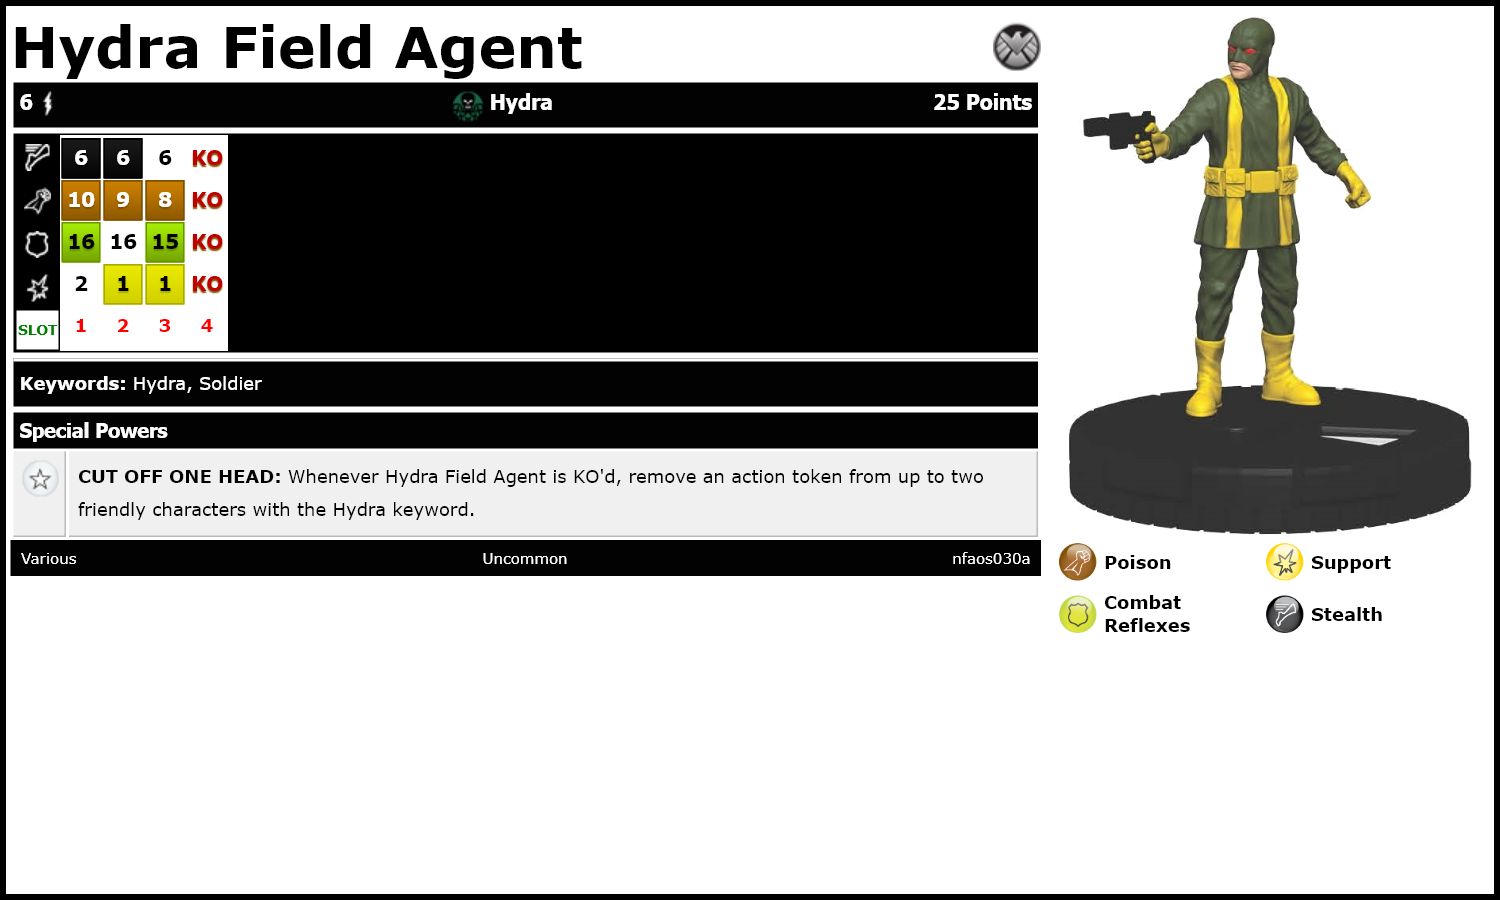 Hydra Field Agent
6 Hydra 25 Points
6 6 6 KO
10 9 8 KO
16 16 15 KO
2 1 1 KO
SLOT 1 2 3 4
Keywords: Hydra, Soldier
Special Powers
CUT OFF ONE HEAD: Whenever Hydra Field Agent is KO'd, remove an action token from up to two
friendly characters with the Hydra keyword.
Various Uncommon nfaos030a
Poison Support
Combat
Reflexes
Stealth